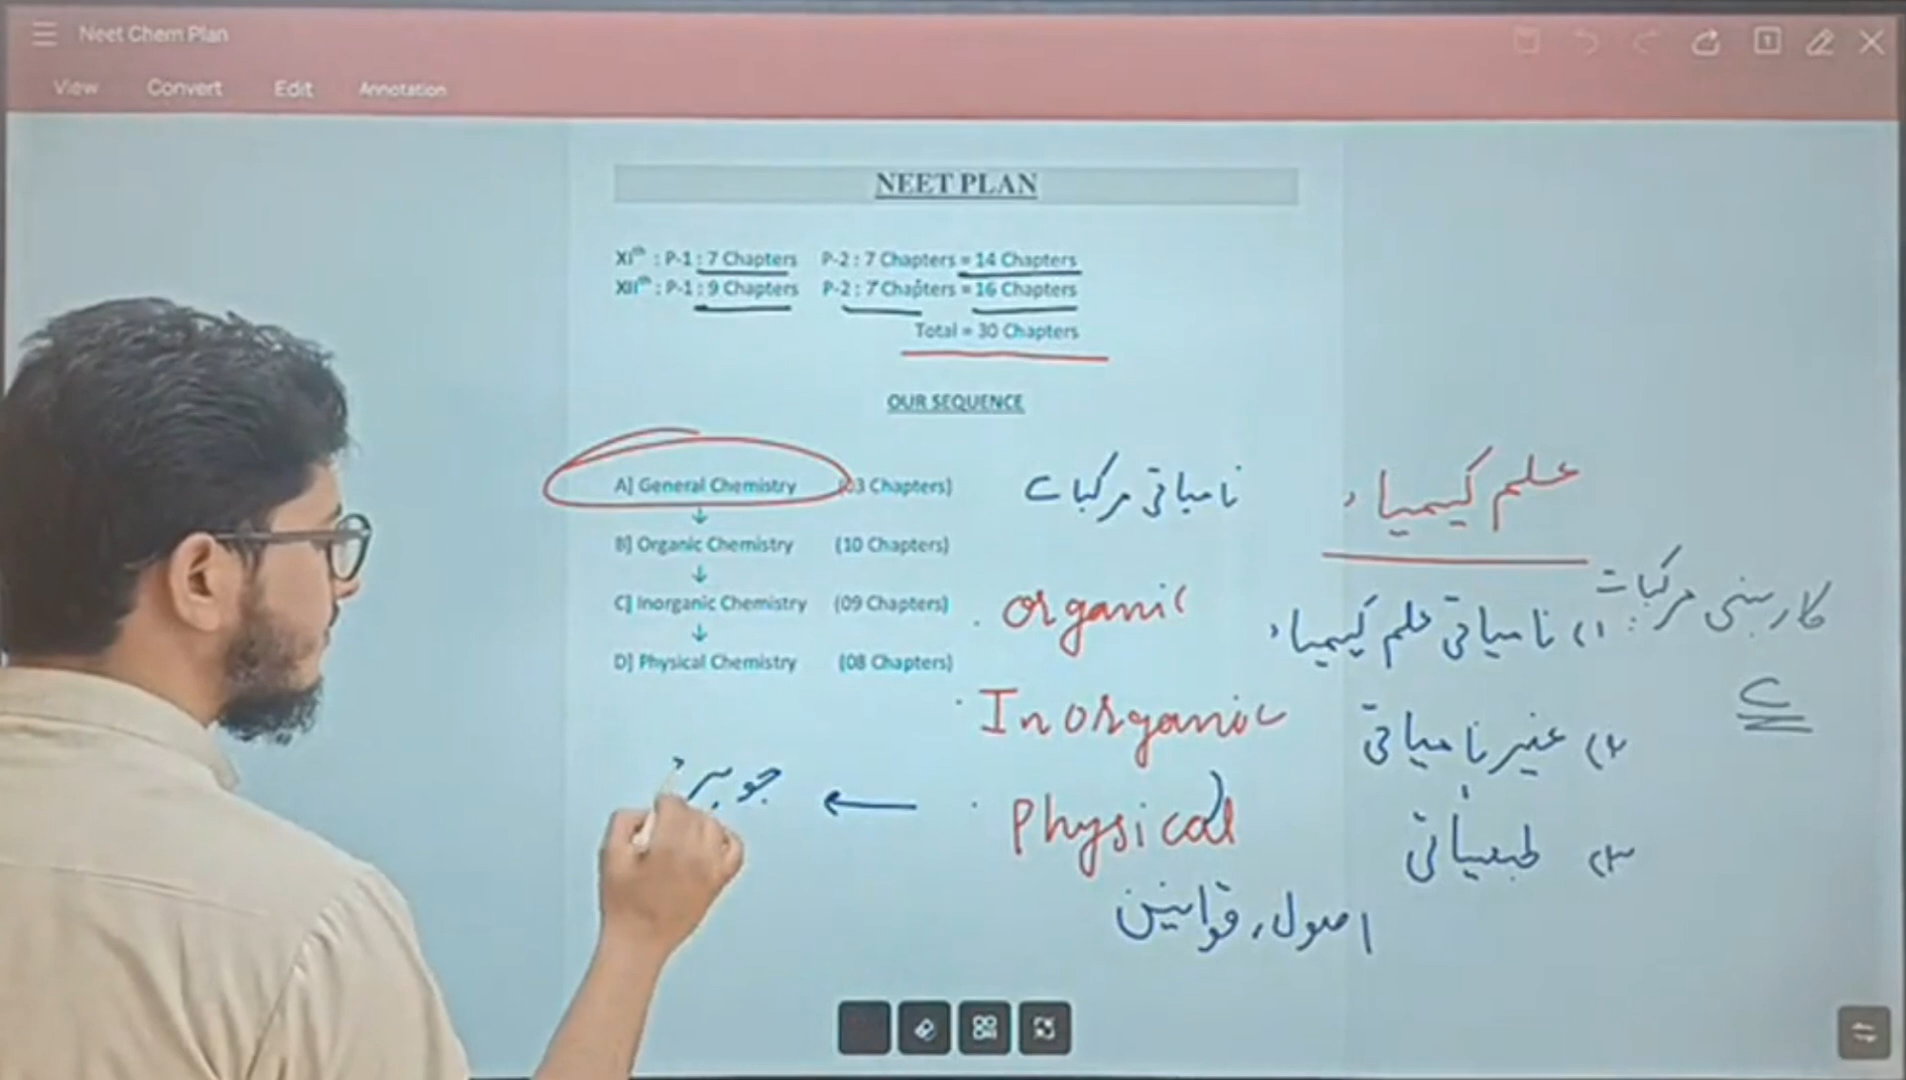 Neet Chem Plan
View Convert Edit Annotation
NEET PLAN
XIth : P-1 : 7 Chapters P-2 : 7 Chapters = 14 Chapters
XIIth : P-1 : 9 Chapters P-2 : 7 Chapters = 16 Chapters
Total = 30 Chapters
OUR SEQUENCE
A] General Chemistry (03 Chapters)
↓
B] Organic Chemistry (10 Chapters)
↓
C] Inorganic Chemistry (09 Chapters)
↓
D] Physical Chemistry (08 Chapters)
علم کیمیاء
نامیاتی مرکبات
کاربنی مرکبات
۱) نامیاتی علم کیمیاء :
Organic
C
۲) غیر نامیاتی
Inorganic
۳) طبعیاتی
Physical
←
جوہر
اصول، قوانین